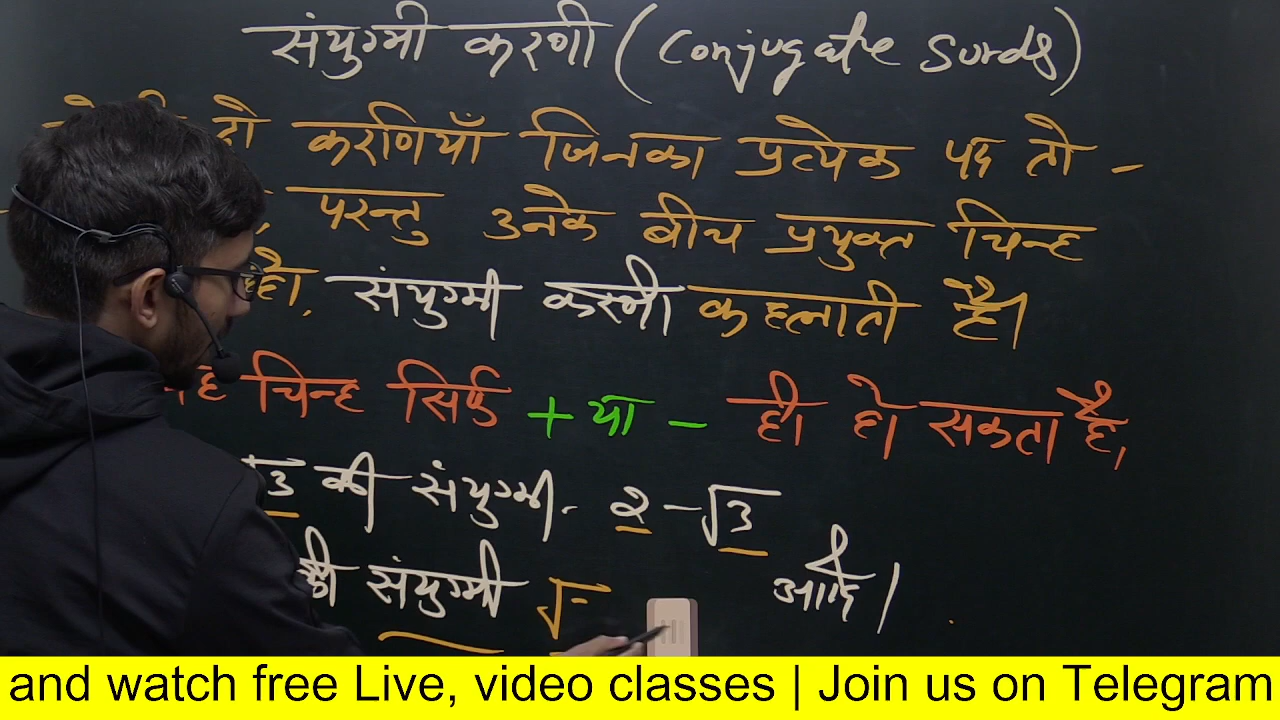 संयुग्मी करणी (Conjugate Surds)
दो करणियाँ जिनका प्रत्येक पद तो -
, परन्तु उनके बीच प्रयुक्त चिन्ह
हो, संयुग्मी करणी कहलाती है।
चिन्ह सिर्फ + या - ही हो सकता है,
√3 की संयुग्मी - 2 - √3
की संयुग्मी √ आदि।
and watch free Live, video classes | Join us on Telegram